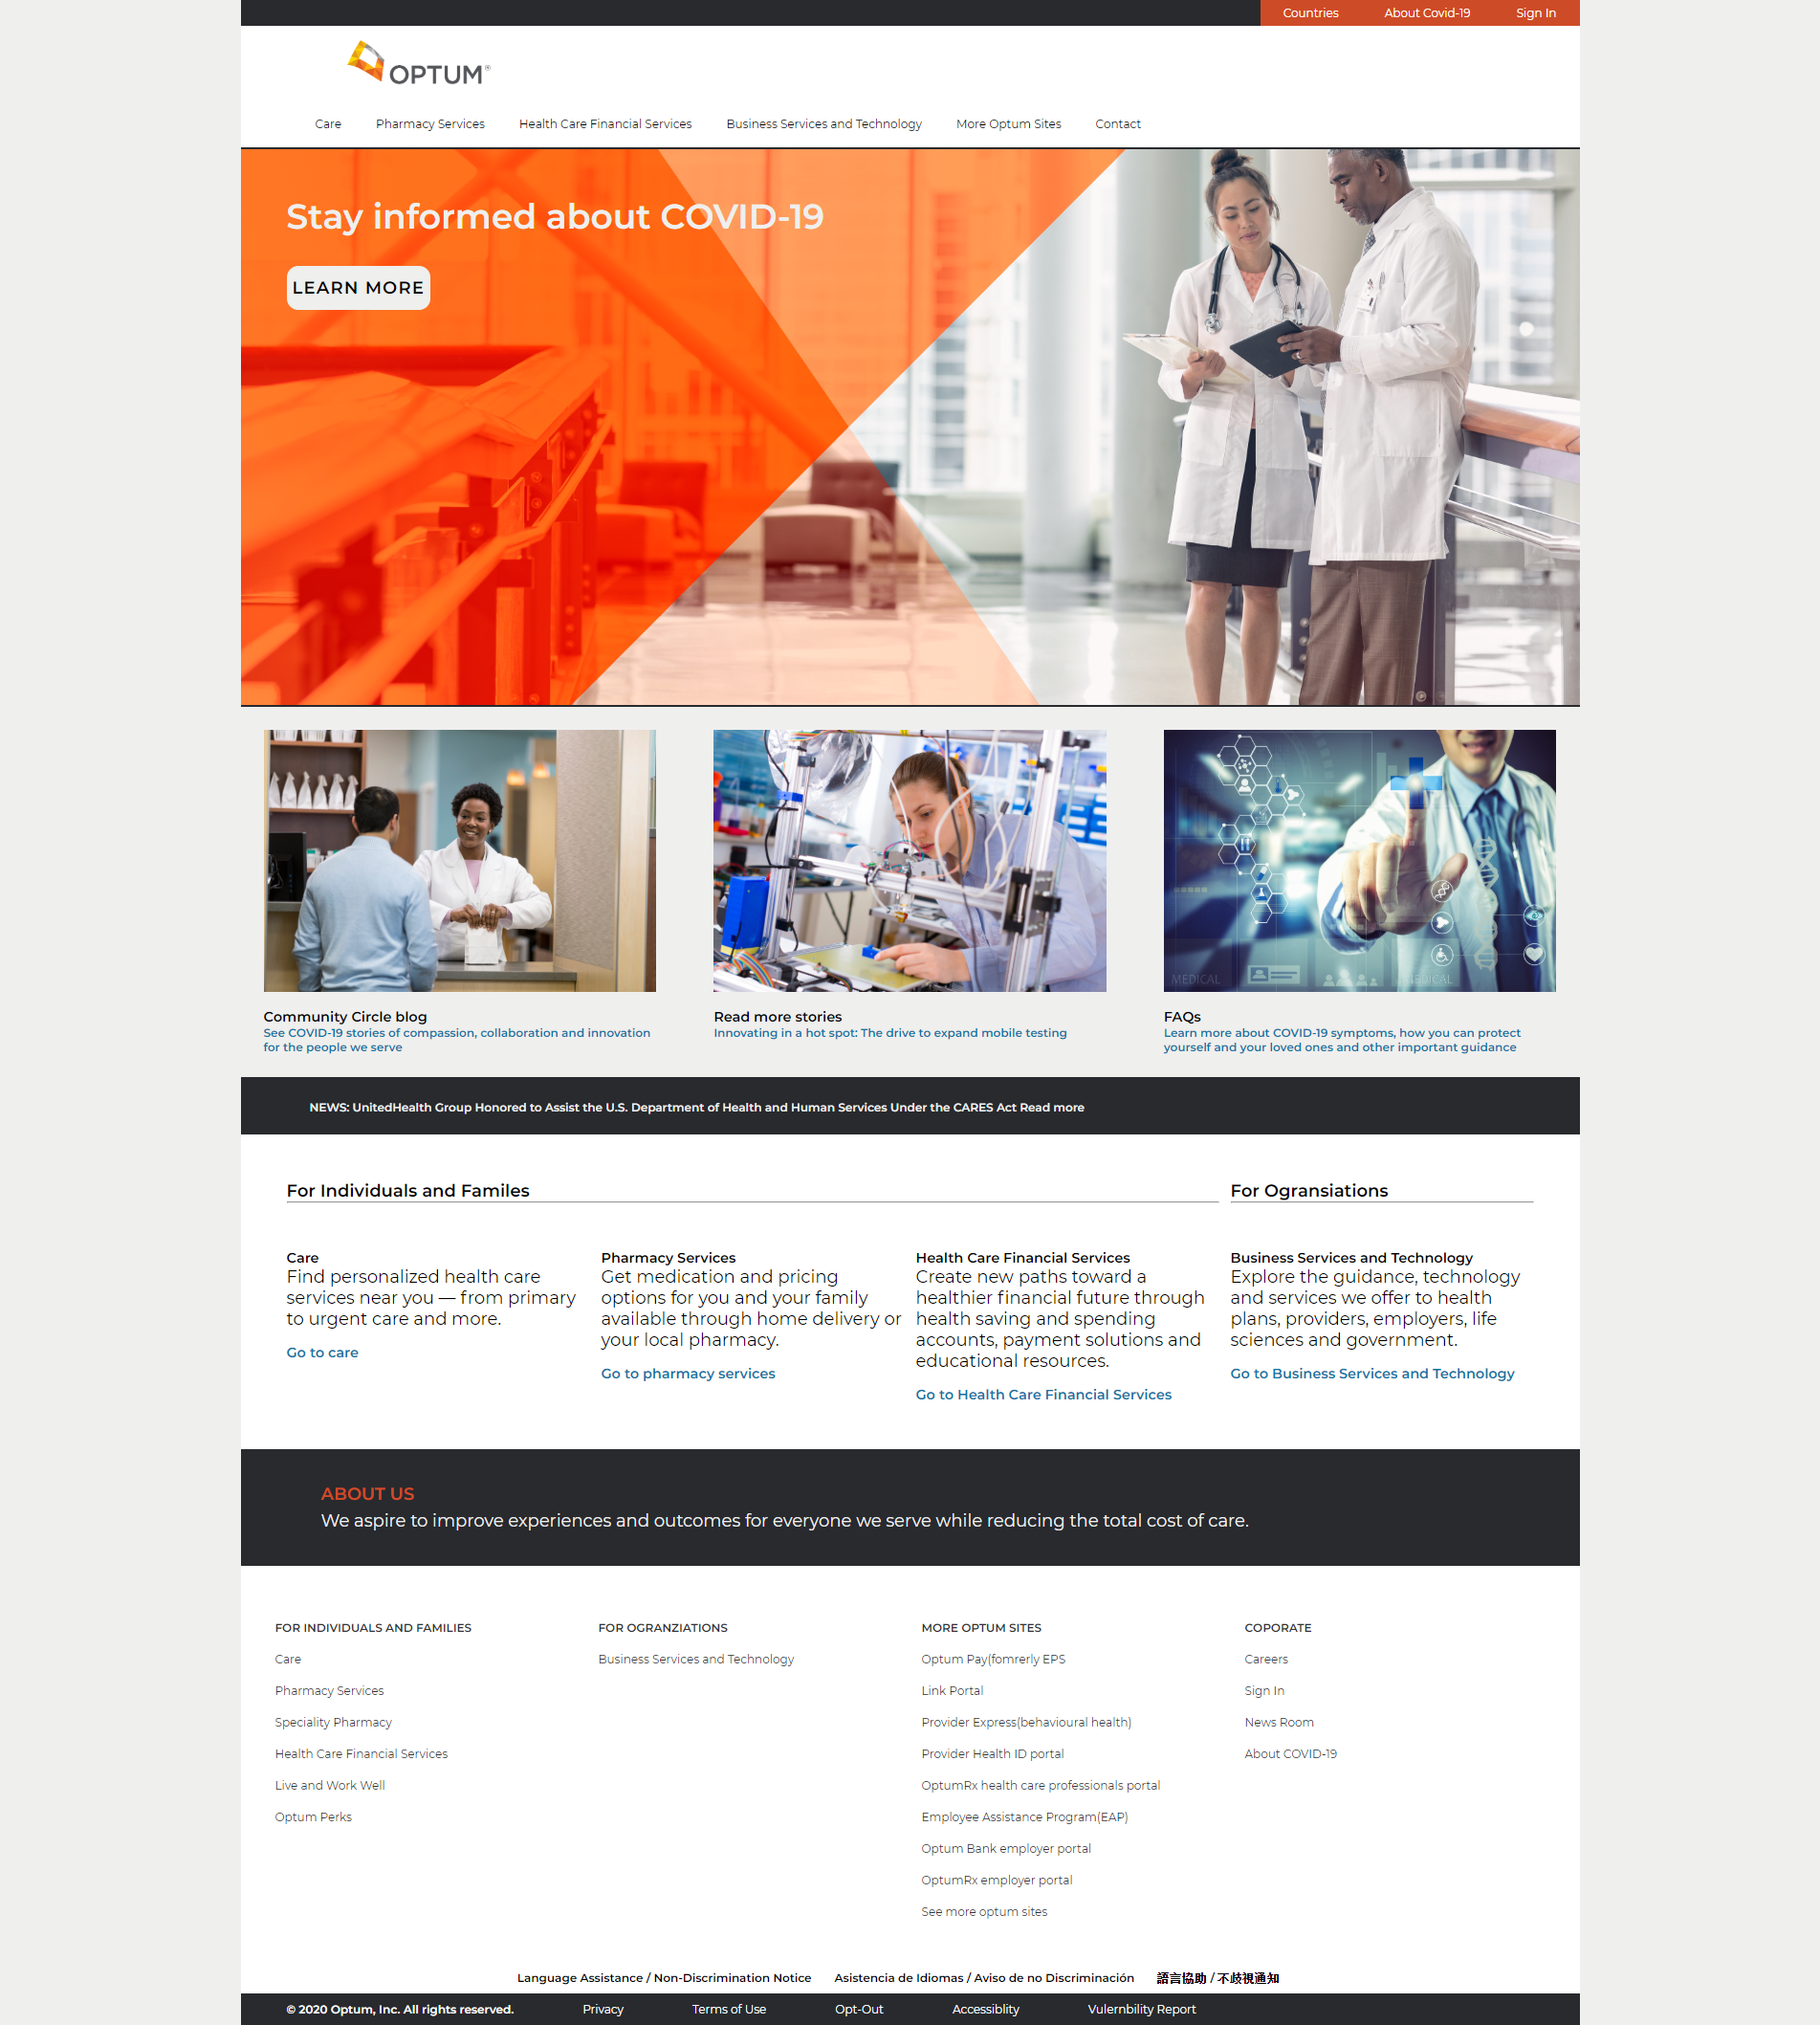 Countries About Covid-19 Sign In
OPTUM®
Care Pharmacy Services Health Care Financial Services Business Services and Technology More Optum Sites Contact
Stay informed about COVID-19
LEARN MORE
MEDICAL
MEDICAL
Community Circle blog
See COVID-19 stories of compassion, collaboration and innovation
for the people we serve
Read more stories
Innovating in a hot spot: The drive to expand mobile testing
FAQs
Learn more about COVID-19 symptoms, how you can protect
yourself and your loved ones and other important guidance
NEWS: UnitedHealth Group Honored to Assist the U.S. Department of Health and Human Services Under the CARES Act Read more
For Individuals and Familes
For Ogransiations
Care
Find personalized health care
services near you — from primary
to urgent care and more.
Go to care
Pharmacy Services
Get medication and pricing
options for you and your family
available through home delivery or
your local pharmacy.
Go to pharmacy services
Health Care Financial Services
Create new paths toward a
healthier financial future through
health saving and spending
accounts, payment solutions and
educational resources.
Go to Health Care Financial Services
Business Services and Technology
Explore the guidance, technology
and services we offer to health
plans, providers, employers, life
sciences and government.
Go to Business Services and Technology
ABOUT US
We aspire to improve experiences and outcomes for everyone we serve while reducing the total cost of care.
FOR INDIVIDUALS AND FAMILIES
Care
Pharmacy Services
Speciality Pharmacy
Health Care Financial Services
Live and Work Well
Optum Perks
FOR OGRANZIATIONS
Business Services and Technology
MORE OPTUM SITES
Optum Pay(fomrerly EPS
Link Portal
Provider Express(behavioural health)
Provider Health ID portal
OptumRx health care professionals portal
Employee Assistance Program(EAP)
Optum Bank employer portal
OptumRx employer portal
See more optum sites
COPORATE
Careers
Sign In
News Room
About COVID-19
Language Assistance / Non-Discrimination Notice Asistencia de Idiomas / Aviso de no Discriminación 語言協助 / 不歧視通知
© 2020 Optum, Inc. All rights reserved. Privacy Terms of Use Opt-Out Accessiblity Vulernbility Report